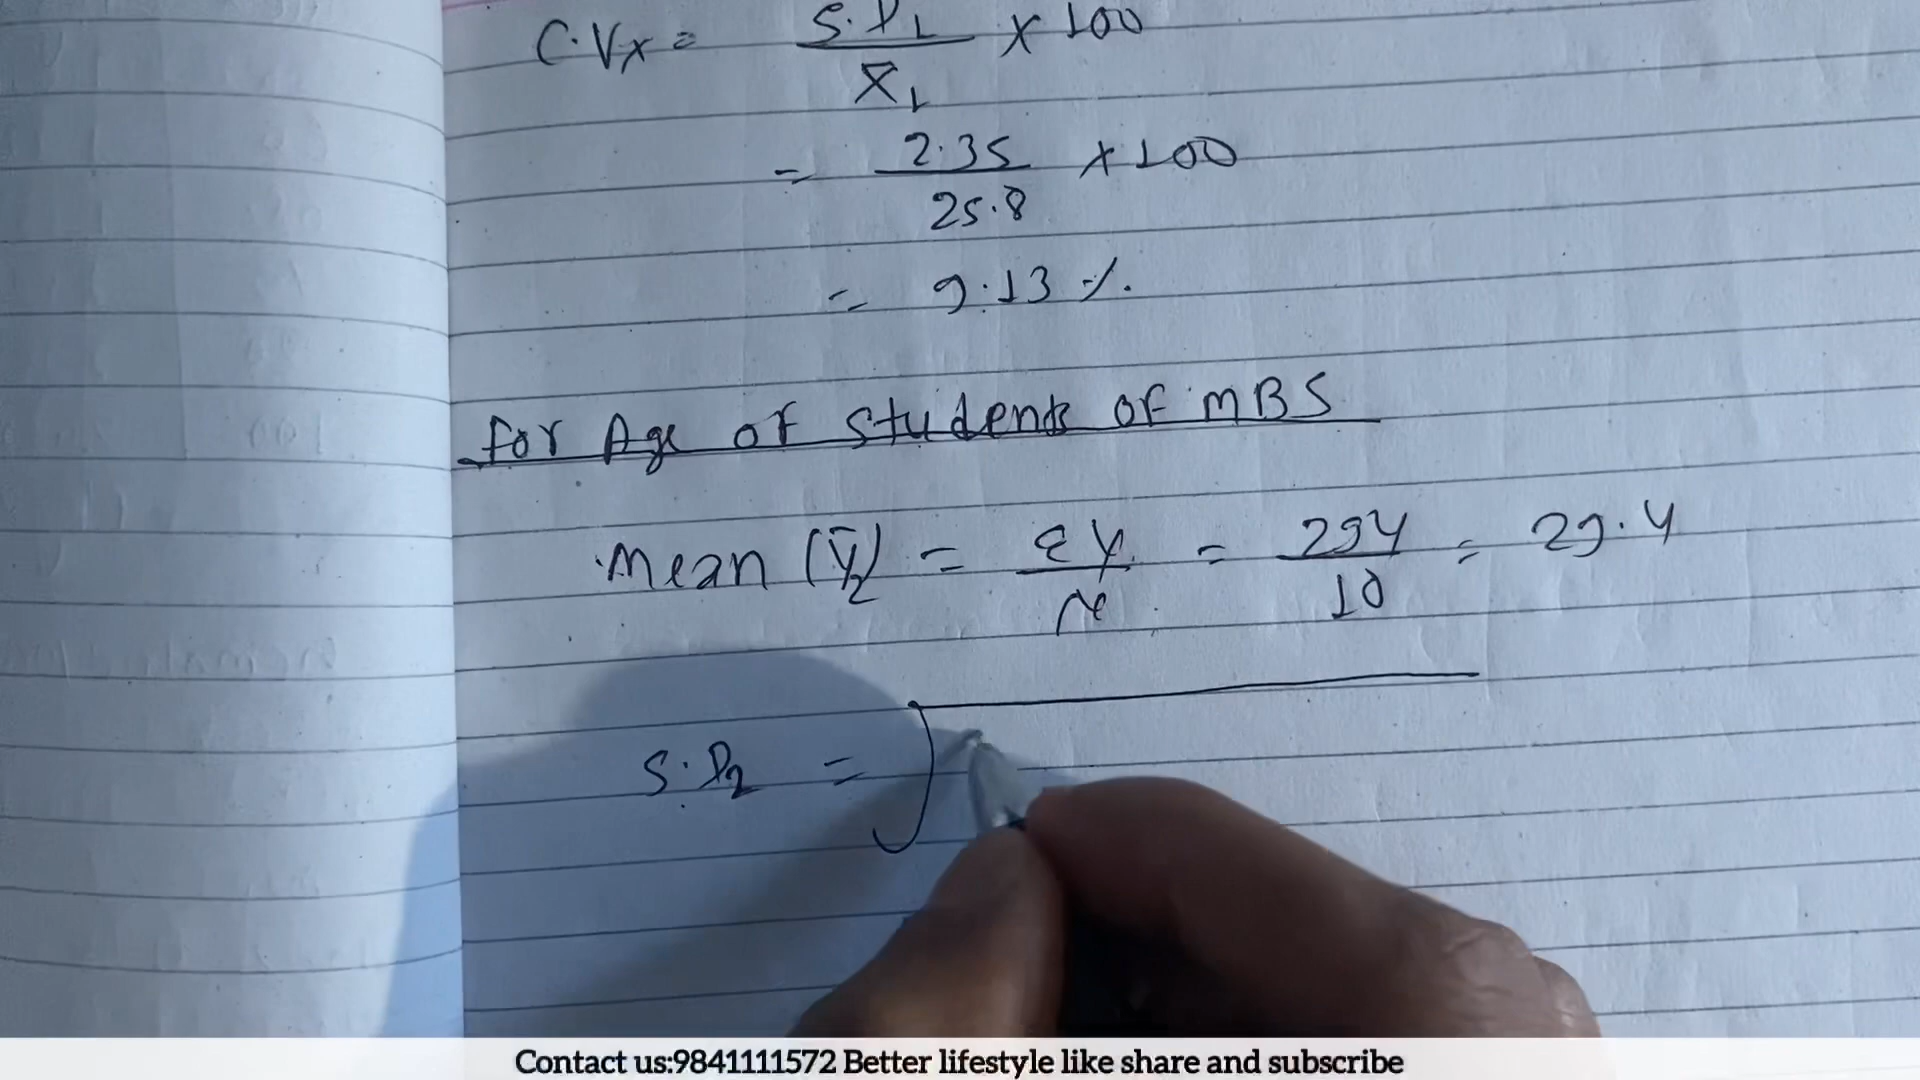 C.Vx = S.D1 / X̄1 × 100
= 2.35 / 25.8 × 100
= 9.13 %.
for Age of students of MBS
Mean (Ȳ2) = ΣY / N = 294 / 10 = 29.4
S.D2 = √
Contact us:9841111572 Better lifestyle like share and subscribe